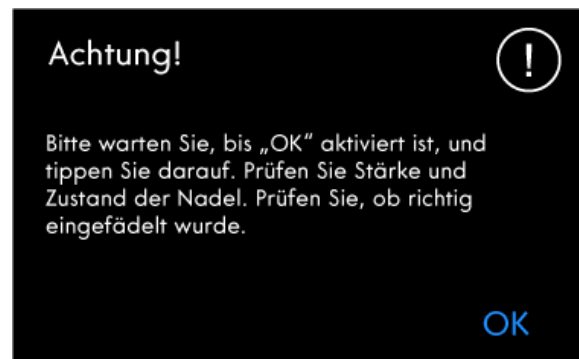 Achtung!
!
Bitte warten Sie, bis „OK“ aktiviert ist, und
tippen Sie darauf. Prüfen Sie Stärke und
Zustand der Nadel. Prüfen Sie, ob richtig
eingefädelt wurde.
OK